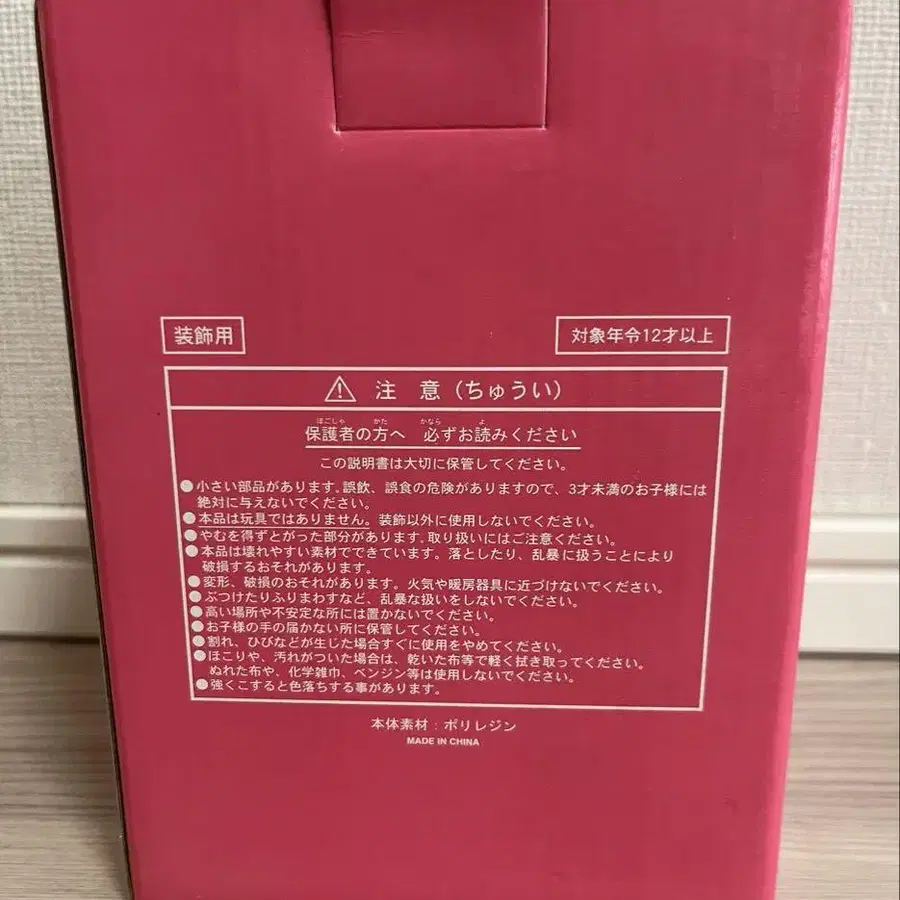 装飾用
対象年令12才以上
⚠ 注 意（ちゅうい）
ほごしゃ かた かなら よ
保護者の方へ 必ずお読みください
この説明書は大切に保管してください。
●小さい部品があります。誤飲、誤食の危険がありますので、3才未満のお子様には
絶対に与えないでください。
●本品は玩具ではありません。装飾以外に使用しないでください。
●やむを得ずとがった部分があります。取り扱いにはご注意ください。
●本品は壊れやすい素材でできています。落としたり、乱暴に扱うことにより
破損するおそれがあります。
●変形、破損のおそれがあります。火気や暖房器具に近づけないでください。
●ぶつけたりふりまわすなど、乱暴な扱いをしないでください。
●高い場所や不安定な所には置かないでください。
●お子様の手の届かない所に保管してください。
●割れ、ひびなどが生じた場合すぐに使用をやめてください。
●ほこりや、汚れがついた場合は、乾いた布等で軽く拭き取ってください。
ぬれた布や、化学雑巾、ベンジン等は使用しないでください。
●強くこすると色落ちする事があります。
本体素材：ポリレジン
MADE IN CHINA